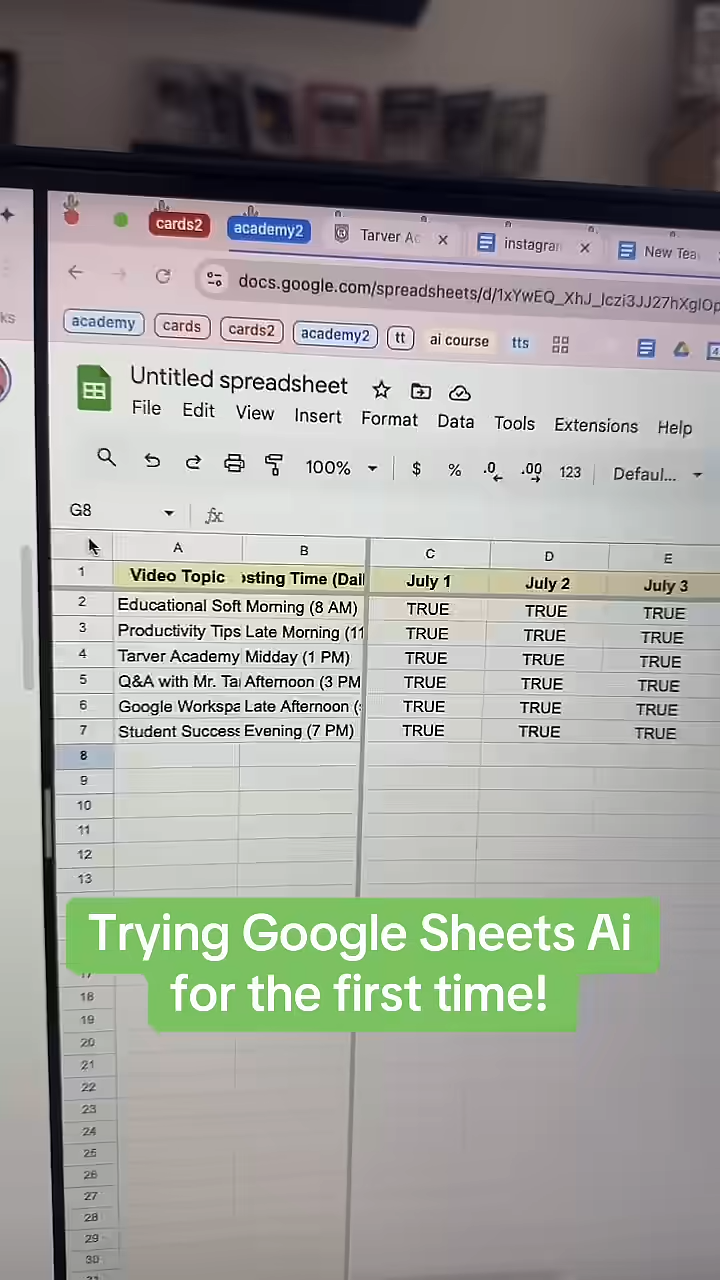 cards2 academy2 Tarver Ac instagram New Tea
docs.google.com/spreadsheets/d/1xYwEQ_XhJ_Iczi3JJ27hXgIOp
ks academy cards cards2 academy2 tt ai course tts
Untitled spreadsheet
File Edit View Insert Format Data Tools Extensions Help
100% $ % .0 .00 123 Defaul...
G8 fx
A B C D E
1 Video Topic osting Time (Dail July 1 July 2 July 3
2 Educational Soft Morning (8 AM) TRUE TRUE TRUE
3 Productivity Tips Late Morning (11 TRUE TRUE TRUE
4 Tarver Academy Midday (1 PM) TRUE TRUE TRUE
5 Q&A with Mr. Tar Afternoon (3 PM TRUE TRUE TRUE
6 Google Workspa Late Afternoon ( TRUE TRUE TRUE
7 Student Success Evening (7 PM) TRUE TRUE TRUE
8
9
10
11
12
13
Trying Google Sheets Ai
for the first time!
17
18
19
20
21
22
23
24
25
26
27
28
29
30
31